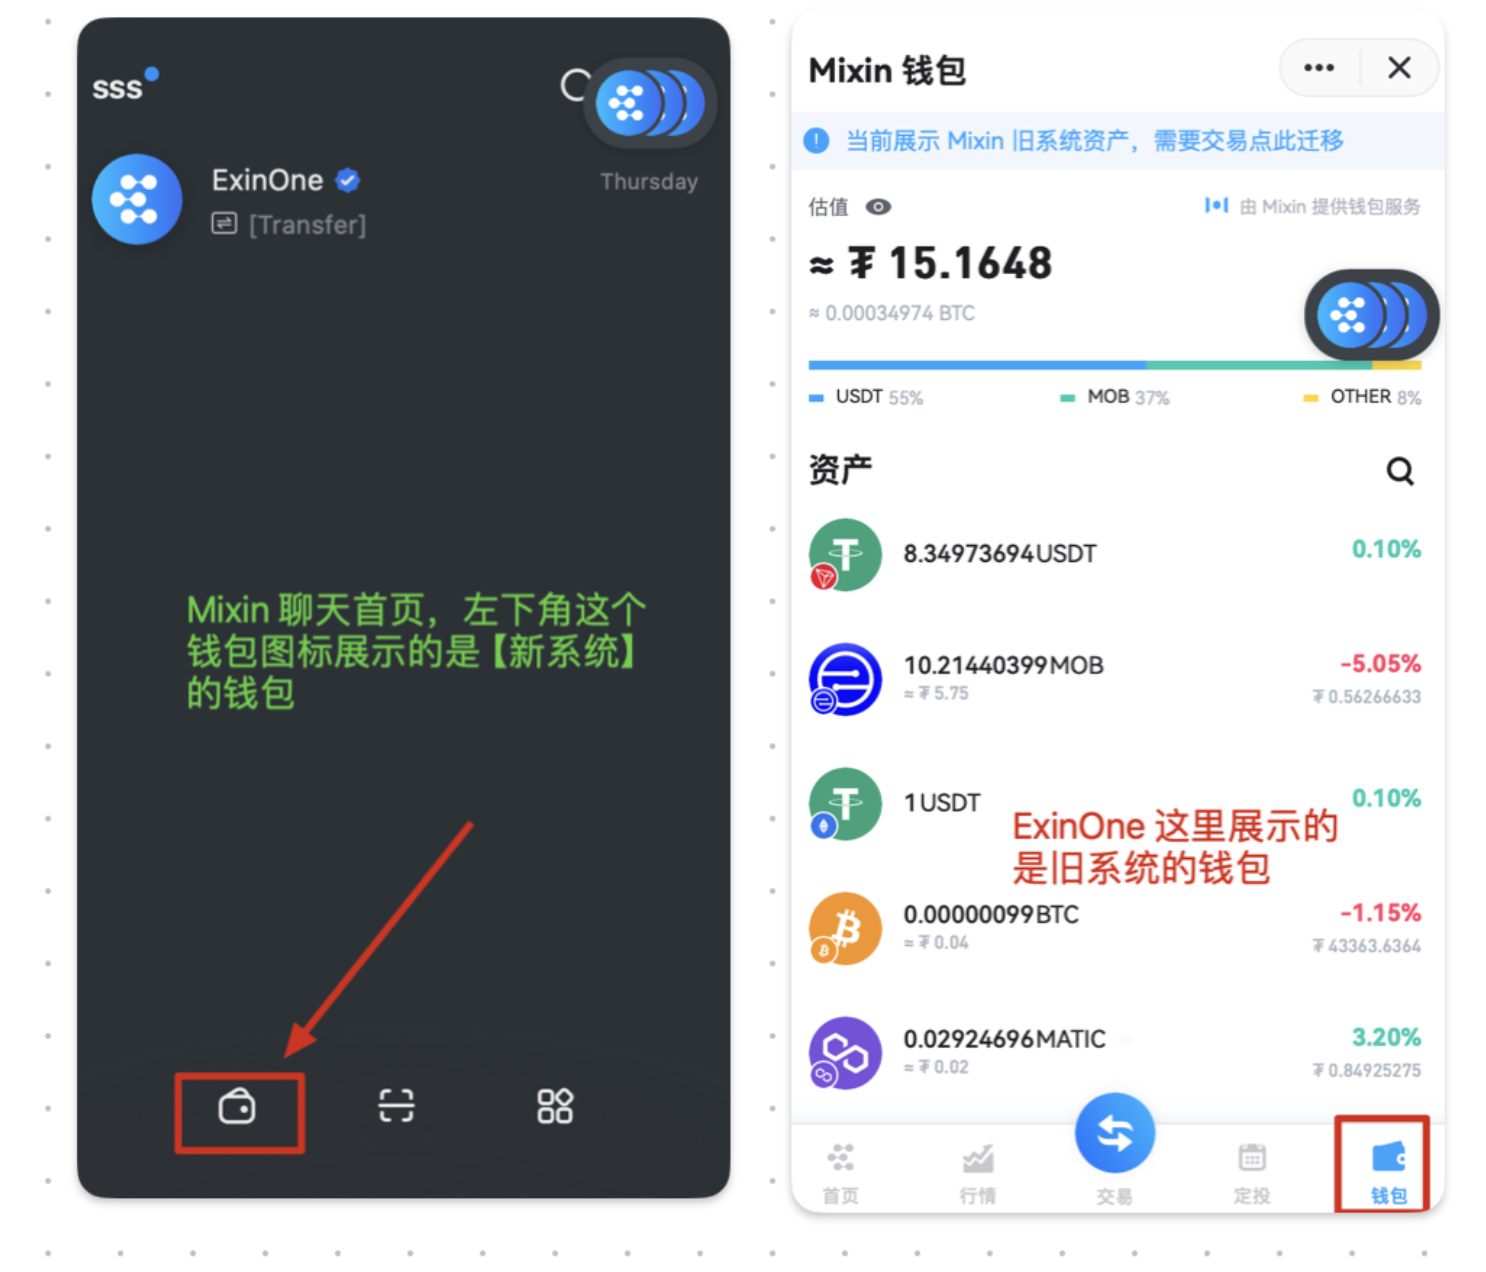 sss
ExinOne
Thursday
[Transfer]
Mixin 聊天首页，左下角这个
钱包图标展示的是【新系统】
的钱包
Mixin 钱包
当前展示 Mixin 旧系统资产，需要交易点此迁移
估值
由 Mixin 提供钱包服务
≈ ₮ 15.1648
≈ 0.00034974 BTC
USDT 55%
MOB 37%
OTHER 8%
资产
8.34973694USDT
0.10%
10.21440399MOB
-5.05%
≈ ₮ 5.75
₮ 0.56266633
1USDT
0.10%
ExinOne 这里展示的
是旧系统的钱包
0.00000099BTC
-1.15%
≈ ₮ 0.04
₮ 43363.6364
0.02924696MATIC
3.20%
≈ ₮ 0.02
₮ 0.84925275
首页
行情
交易
定投
钱包